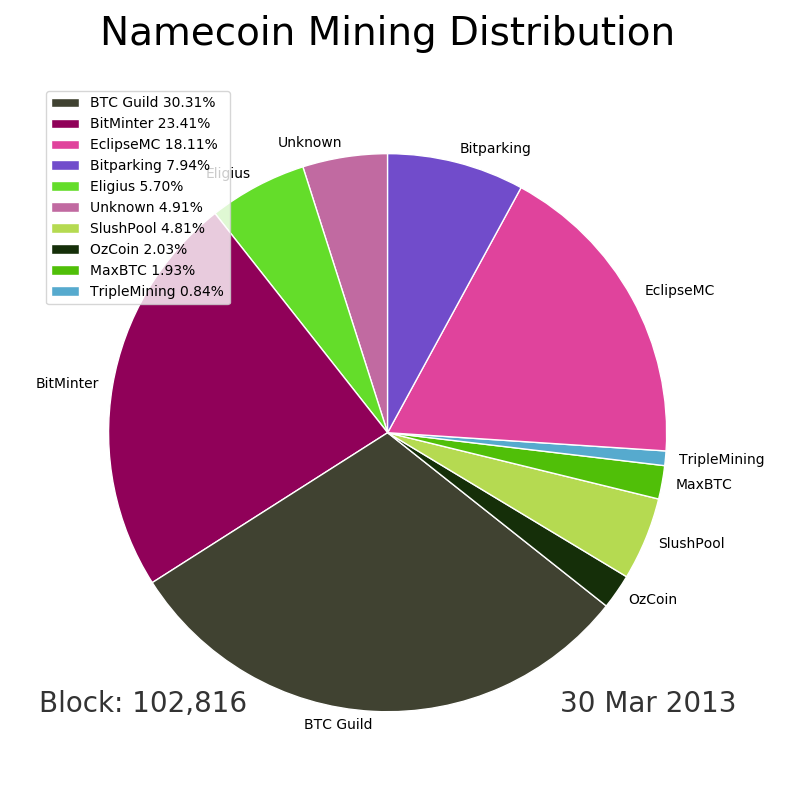 Namecoin Mining Distribution
BTC Guild 30.31%
BitMinter 23.41%
EclipseMC 18.11%
Bitparking 7.94%
Eligius 5.70%
Unknown 4.91%
SlushPool 4.81%
OzCoin 2.03%
MaxBTC 1.93%
TripleMining 0.84%
Unknown
Bitparking
Eligius
EclipseMC
BitMinter
TripleMining
MaxBTC
SlushPool
OzCoin
BTC Guild
Block: 102,816
30 Mar 2013